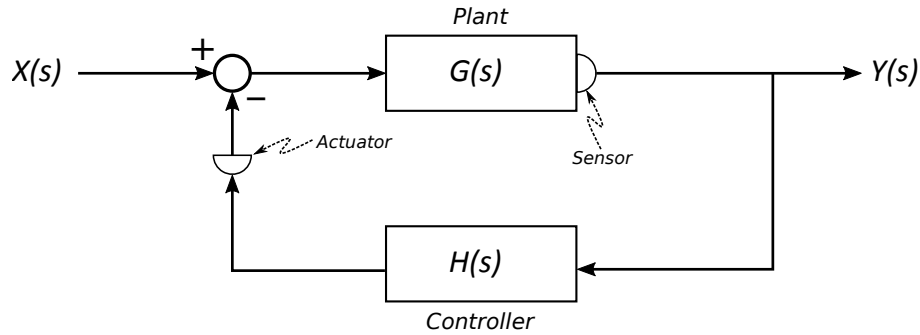 Plant
+
X(s)
G(s)
Y(s)
−
Actuator
Sensor
H(s)
Controller